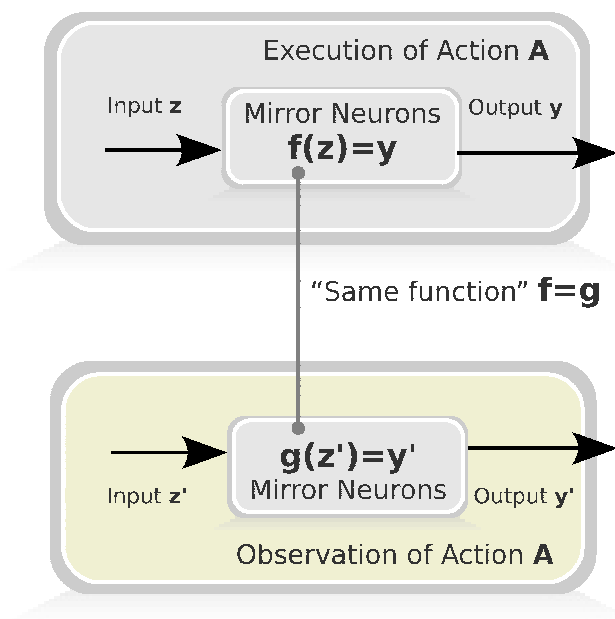 Execution of Action A
Input z
Mirror Neurons
f(z)=y
Output y
“Same function” f=g
g(z')=y'
Mirror Neurons
Input z'
Output y'
Observation of Action A